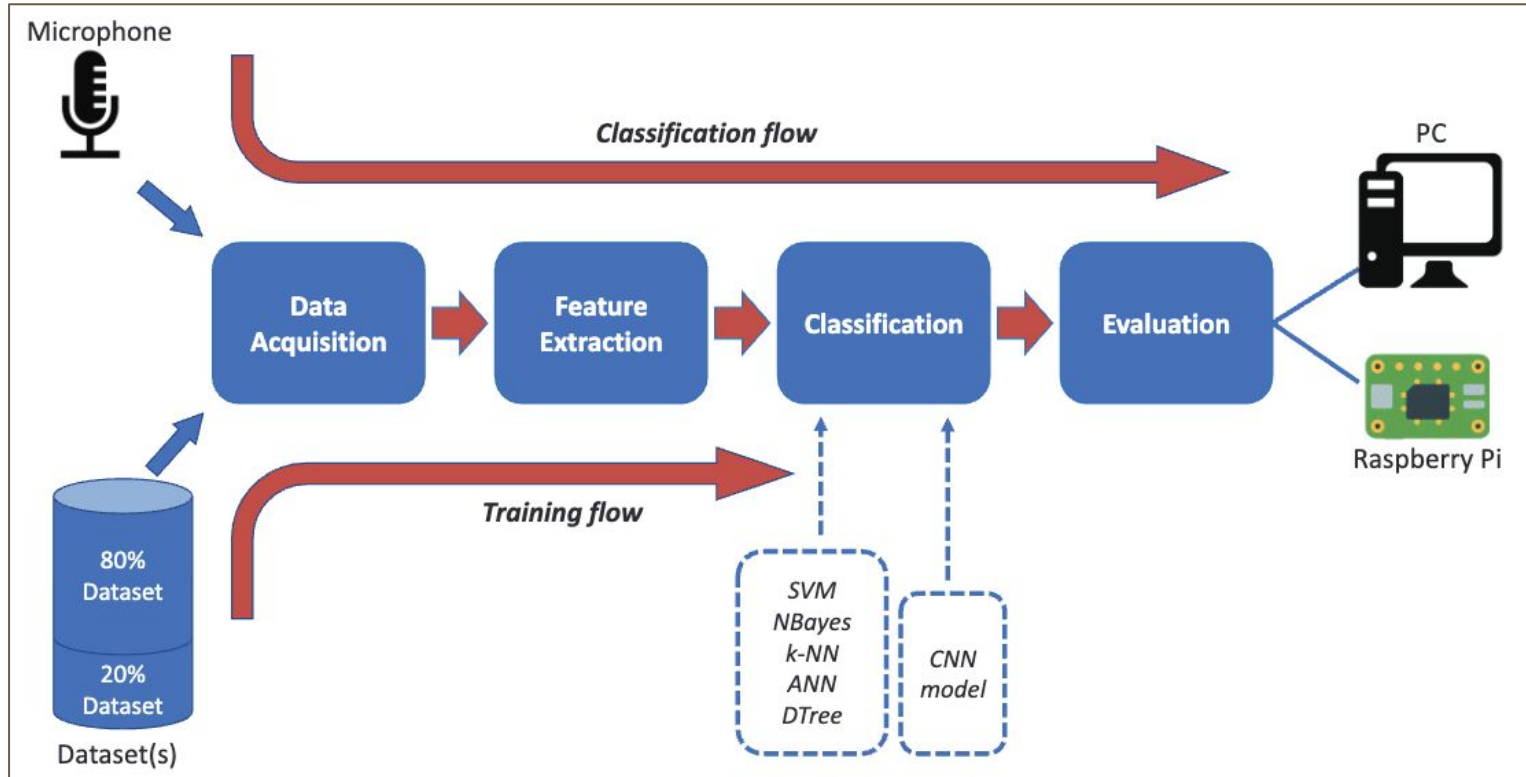 Microphone
Classification flow
PC
Data
Acquisition
Feature
Extraction
Classification
Evaluation
Raspberry Pi
Training flow
80%
Dataset
20%
Dataset
Dataset(s)
SVM
NBayes
k-NN
ANN
DTree
CNN
model